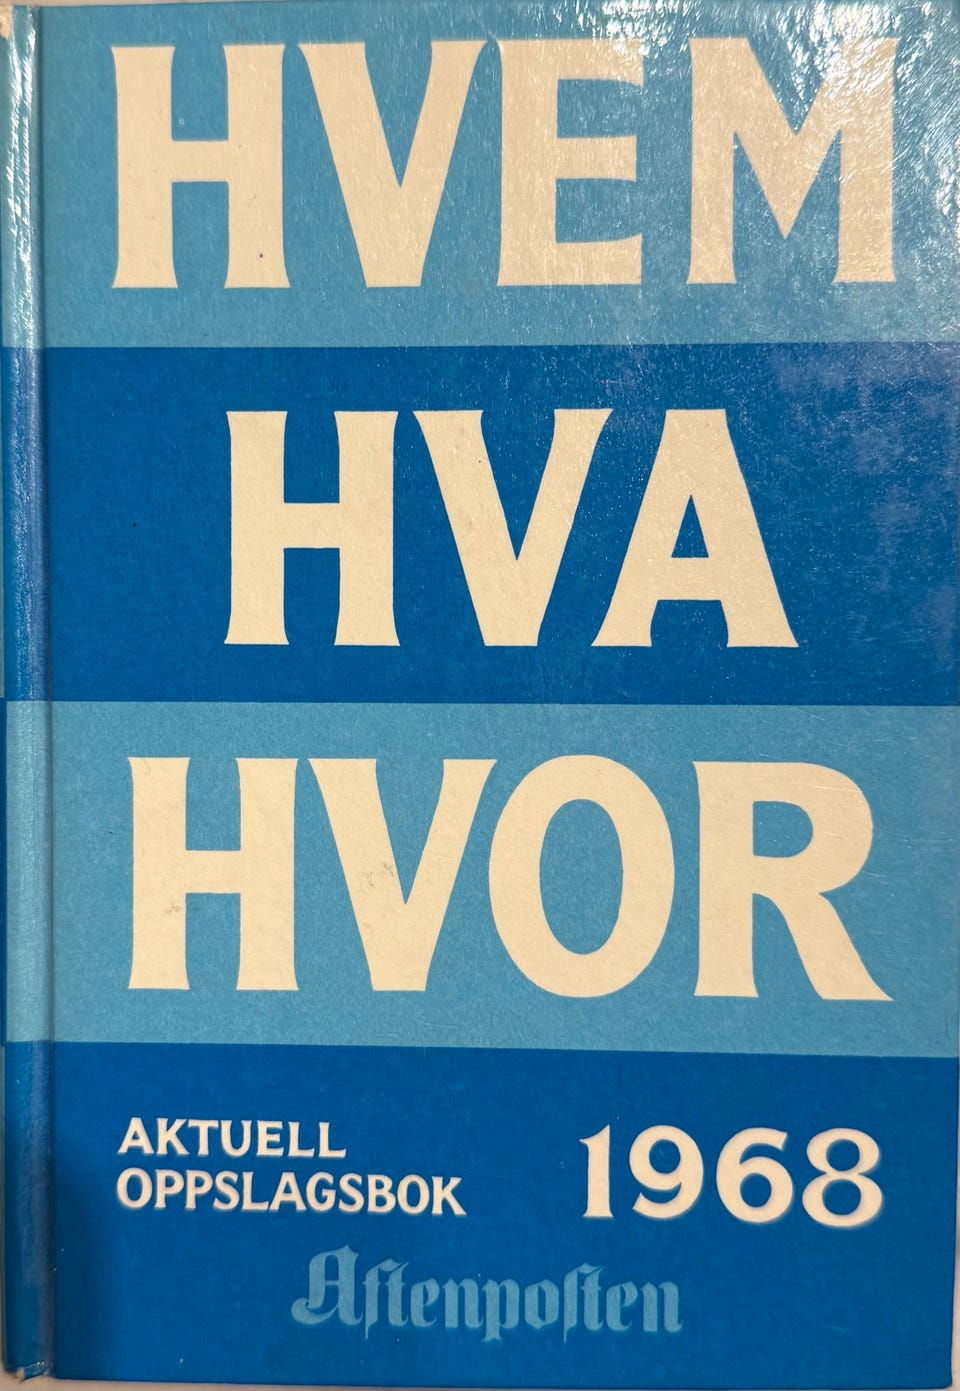 HVEM
HVA
HVOR
AKTUELL
OPPSLAGSBOK
1968
Aftenposten